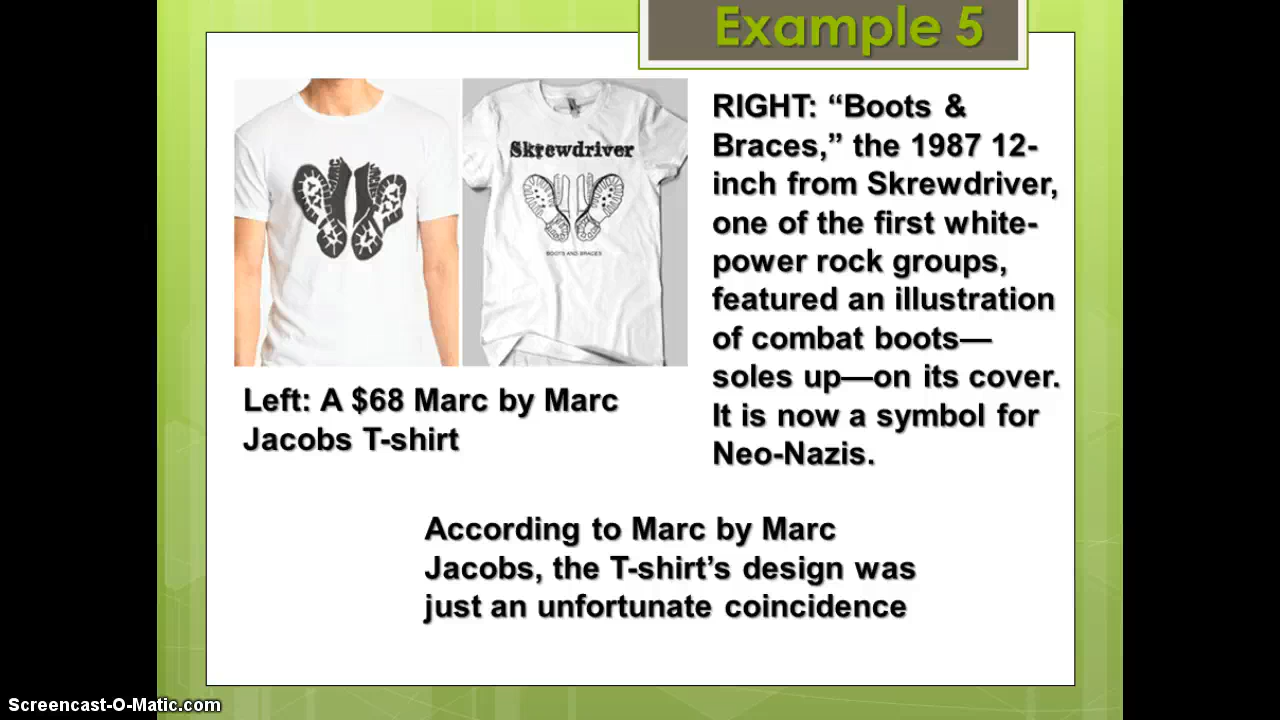 Example 5
Skrewdriver
BOOTS AND BRACES
RIGHT: “Boots &
Braces,” the 1987 12-
inch from Skrewdriver,
one of the first white-
power rock groups,
featured an illustration
of combat boots—
soles up—on its cover.
It is now a symbol for
Neo-Nazis.
Left: A $68 Marc by Marc
Jacobs T-shirt
According to Marc by Marc
Jacobs, the T-shirt’s design was
just an unfortunate coincidence
Screencast-O-Matic.com